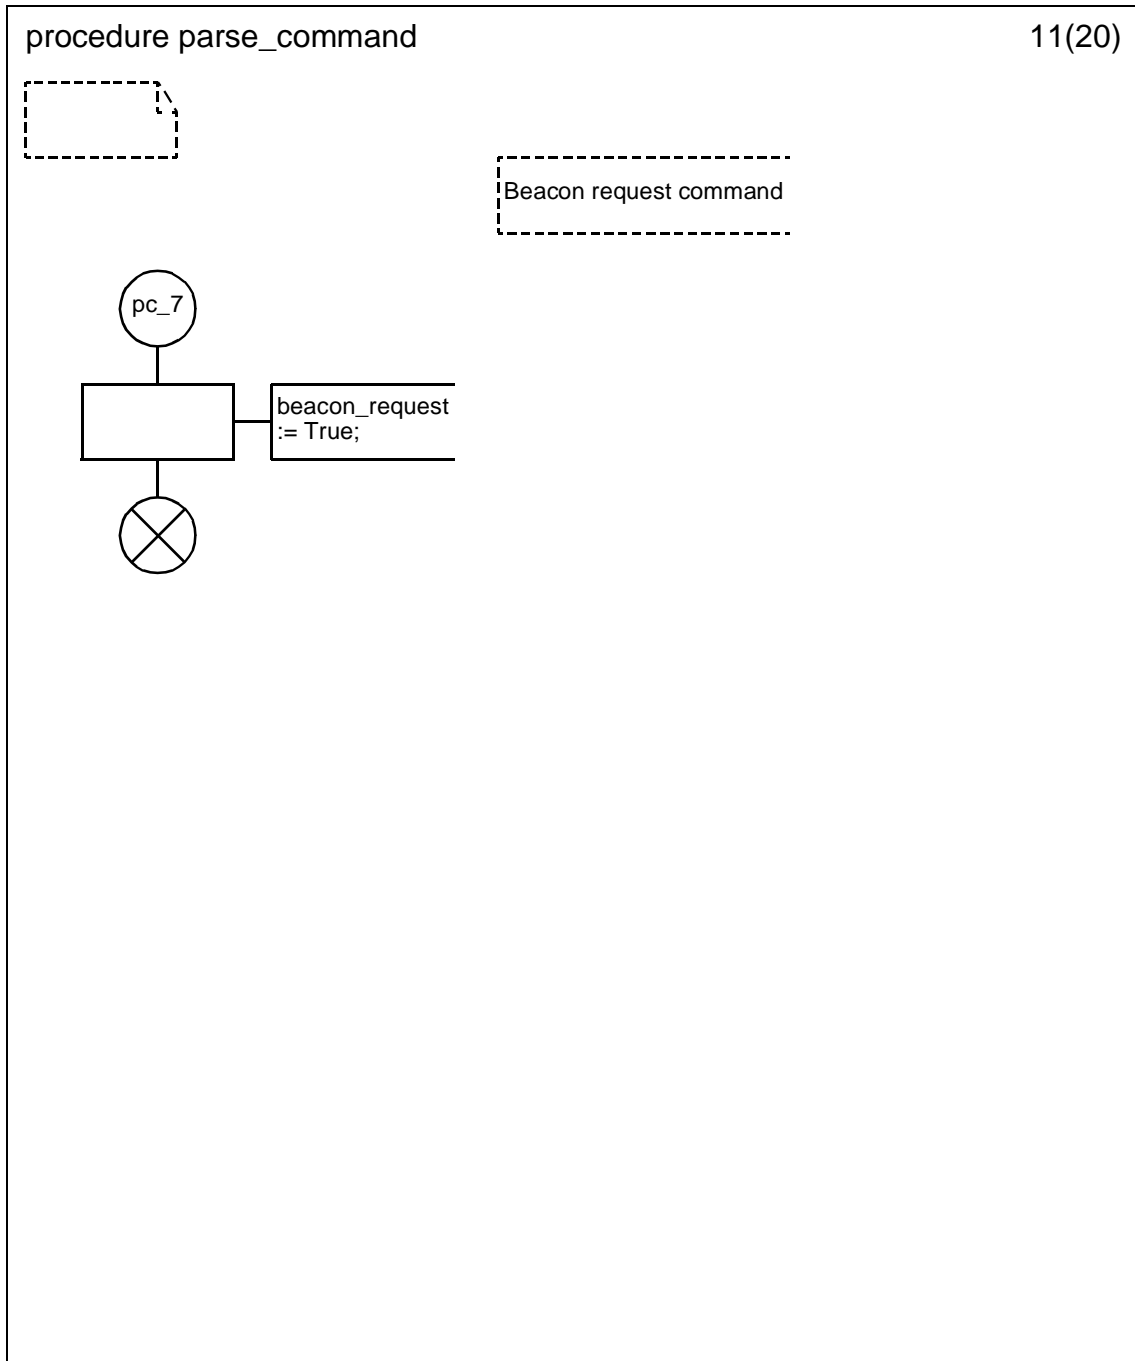 procedure parse_command 11(20)
Beacon request command
pc_7
beacon_request
:= True;